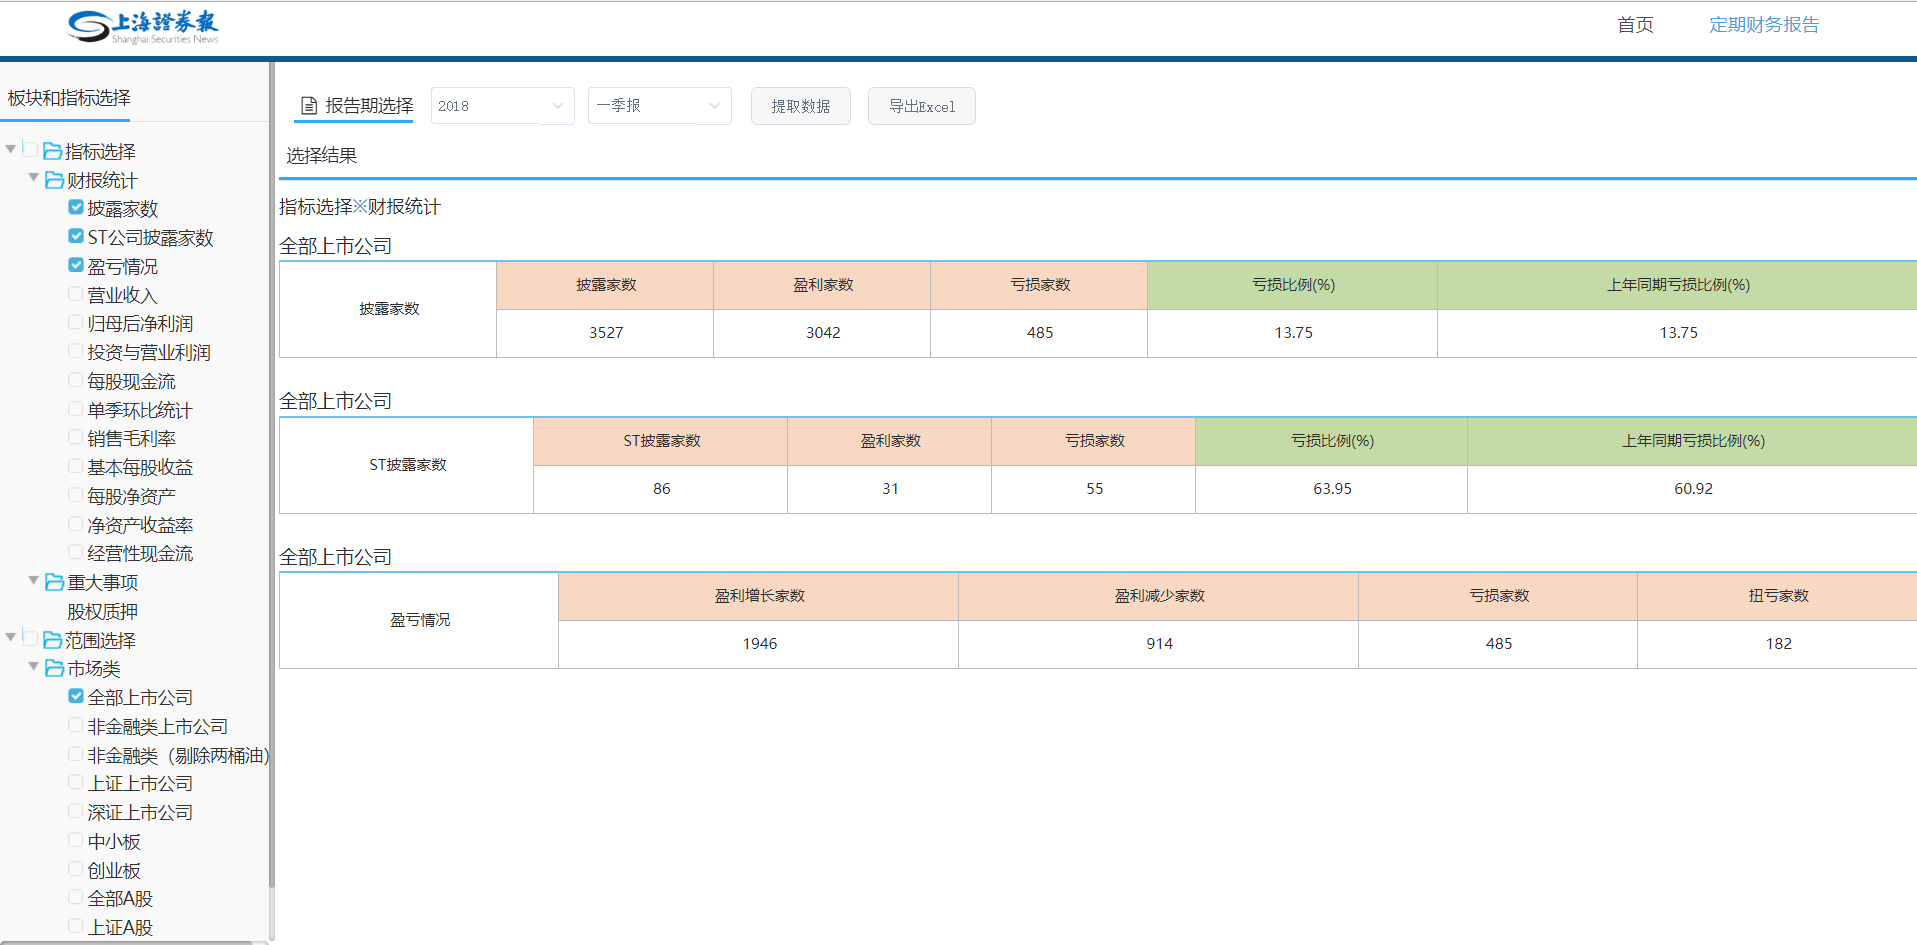 上海證券報
Shanghai Securities News
首页
定期财务报告
板块和指标选择
指标选择
财报统计
披露家数
ST公司披露家数
盈亏情况
营业收入
归母后净利润
投资与营业利润
每股现金流
单季环比统计
销售毛利率
基本每股收益
每股净资产
净资产收益率
经营性现金流
重大事项
股权质押
范围选择
市场类
全部上市公司
非金融类上市公司
非金融类（剔除两桶油)
上证上市公司
深证上市公司
中小板
创业板
全部A股
上证A股
报告期选择
2018
一季报
提取数据
导出Excel
选择结果
指标选择※财报统计
全部上市公司
披露家数 披露家数 盈利家数 亏损家数 亏损比例(%) 上年同期亏损比例(%)
3527 3042 485 13.75 13.75
全部上市公司
ST披露家数 ST披露家数 盈利家数 亏损家数 亏损比例(%) 上年同期亏损比例(%)
86 31 55 63.95 60.92
全部上市公司
盈亏情况 盈利增长家数 盈利减少家数 亏损家数 扭亏家数
1946 914 485 182